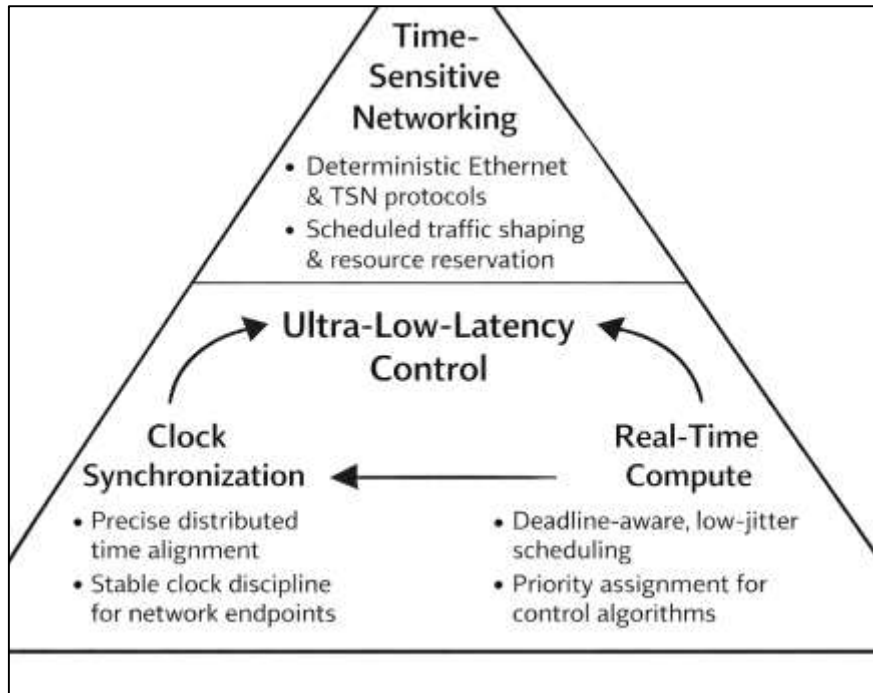 Time-
Sensitive
Networking
• Deterministic Ethernet
& TSN protocols
• Scheduled traffic shaping
& resource reservation
Ultra-Low-Latency
Control
Clock
Synchronization
• Precise distributed
time alignment
• Stable clock discipline
for network endpoints
Real-Time
Compute
• Deadline-aware, low-jitter
scheduling
• Priority assignment for
control algorithms